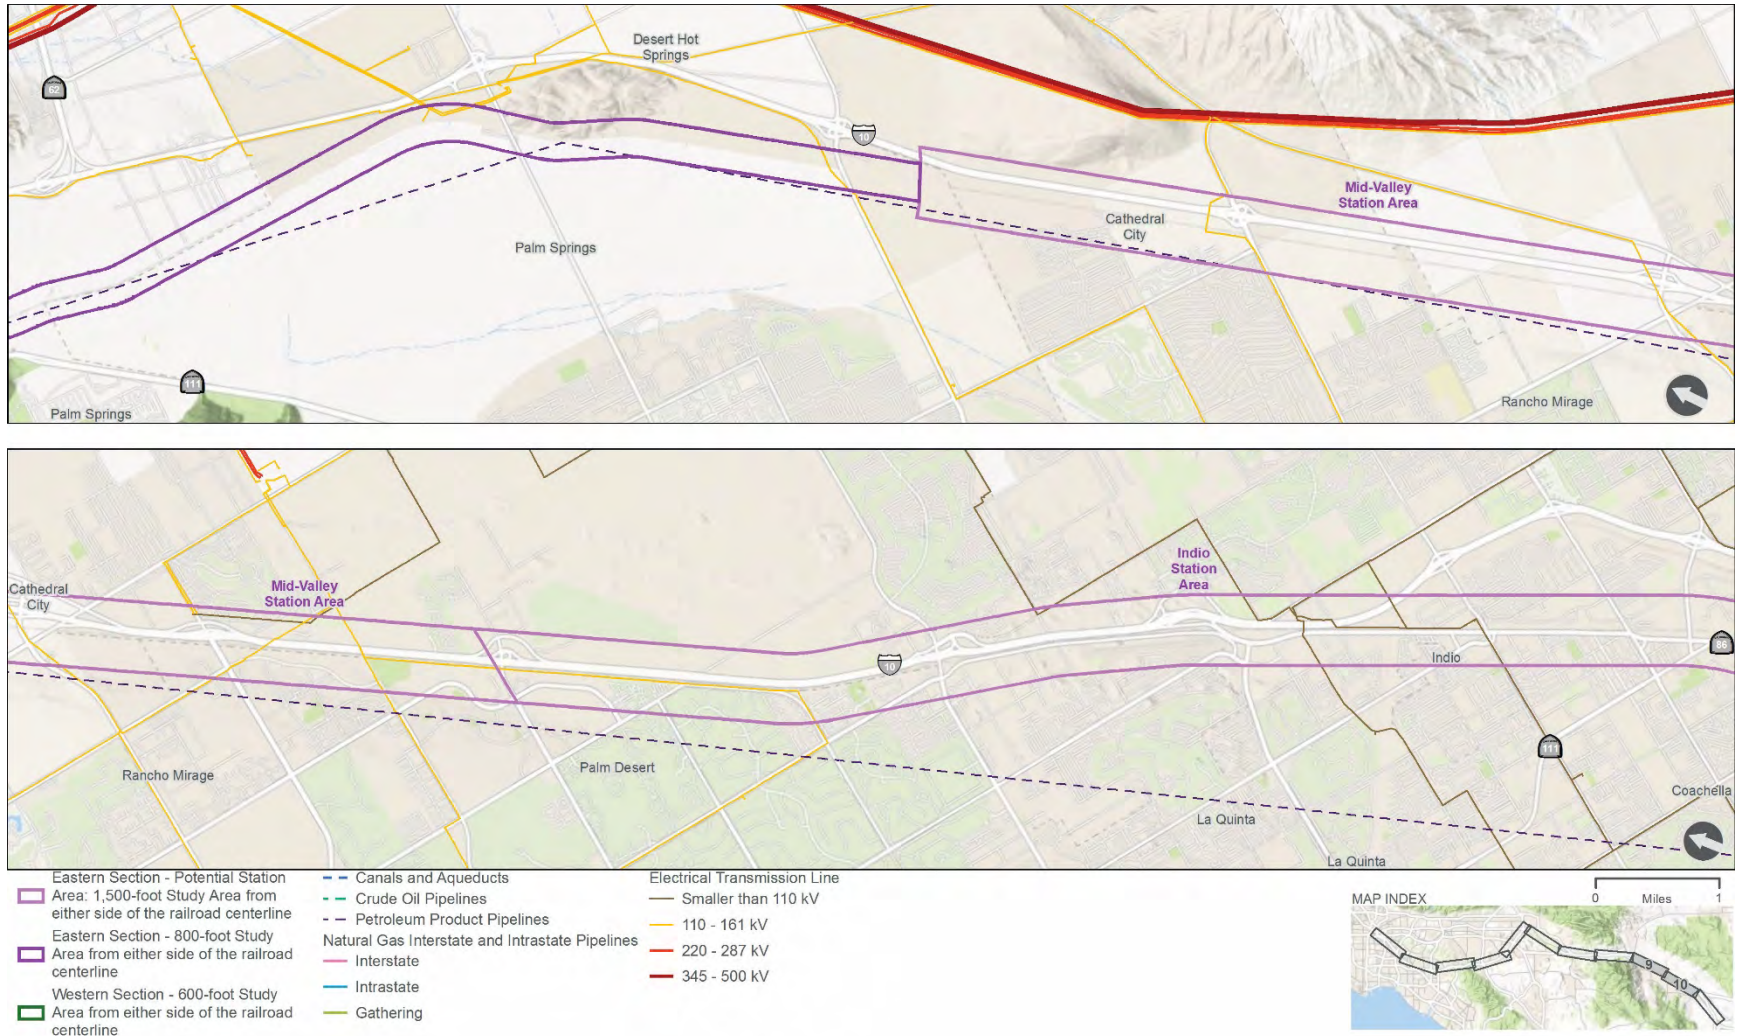 Desert Hot
Springs
62
10
Mid-Valley
Station Area
Cathedral
City
Palm Springs
111
Palm Springs
Rancho Mirage
Cathedral
City
Mid-Valley
Station Area
Indio
Station
Area
10
Indio
86
111
Rancho Mirage
Palm Desert
Coachella
La Quinta
La Quinta
Eastern Section - Potential Station
Area: 1,500-foot Study Area from
either side of the railroad centerline
Eastern Section - 800-foot Study
Area from either side of the railroad
centerline
Western Section - 600-foot Study
Area from either side of the railroad
centerline
Canals and Aqueducts
Crude Oil Pipelines
Petroleum Product Pipelines
Natural Gas Interstate and Intrastate Pipelines
Interstate
Intrastate
Gathering
Electrical Transmission Line
Smaller than 110 kV
110 - 161 kV
220 - 287 kV
345 - 500 kV
0 Miles 1
MAP INDEX
9
10